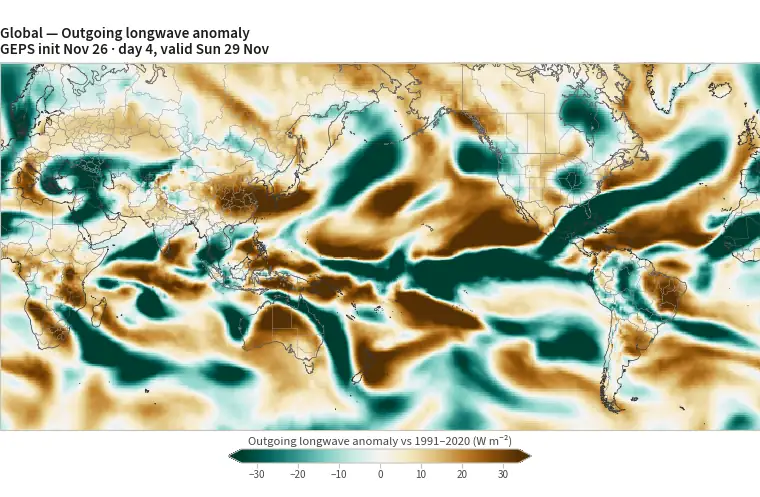 Global — Outgoing longwave anomaly
GEPS init Nov 26 · day 4, valid Sun 29 Nov
Outgoing longwave anomaly vs 1991–2020 (W m⁻²)
−30 −20 −10 0 10 20 30